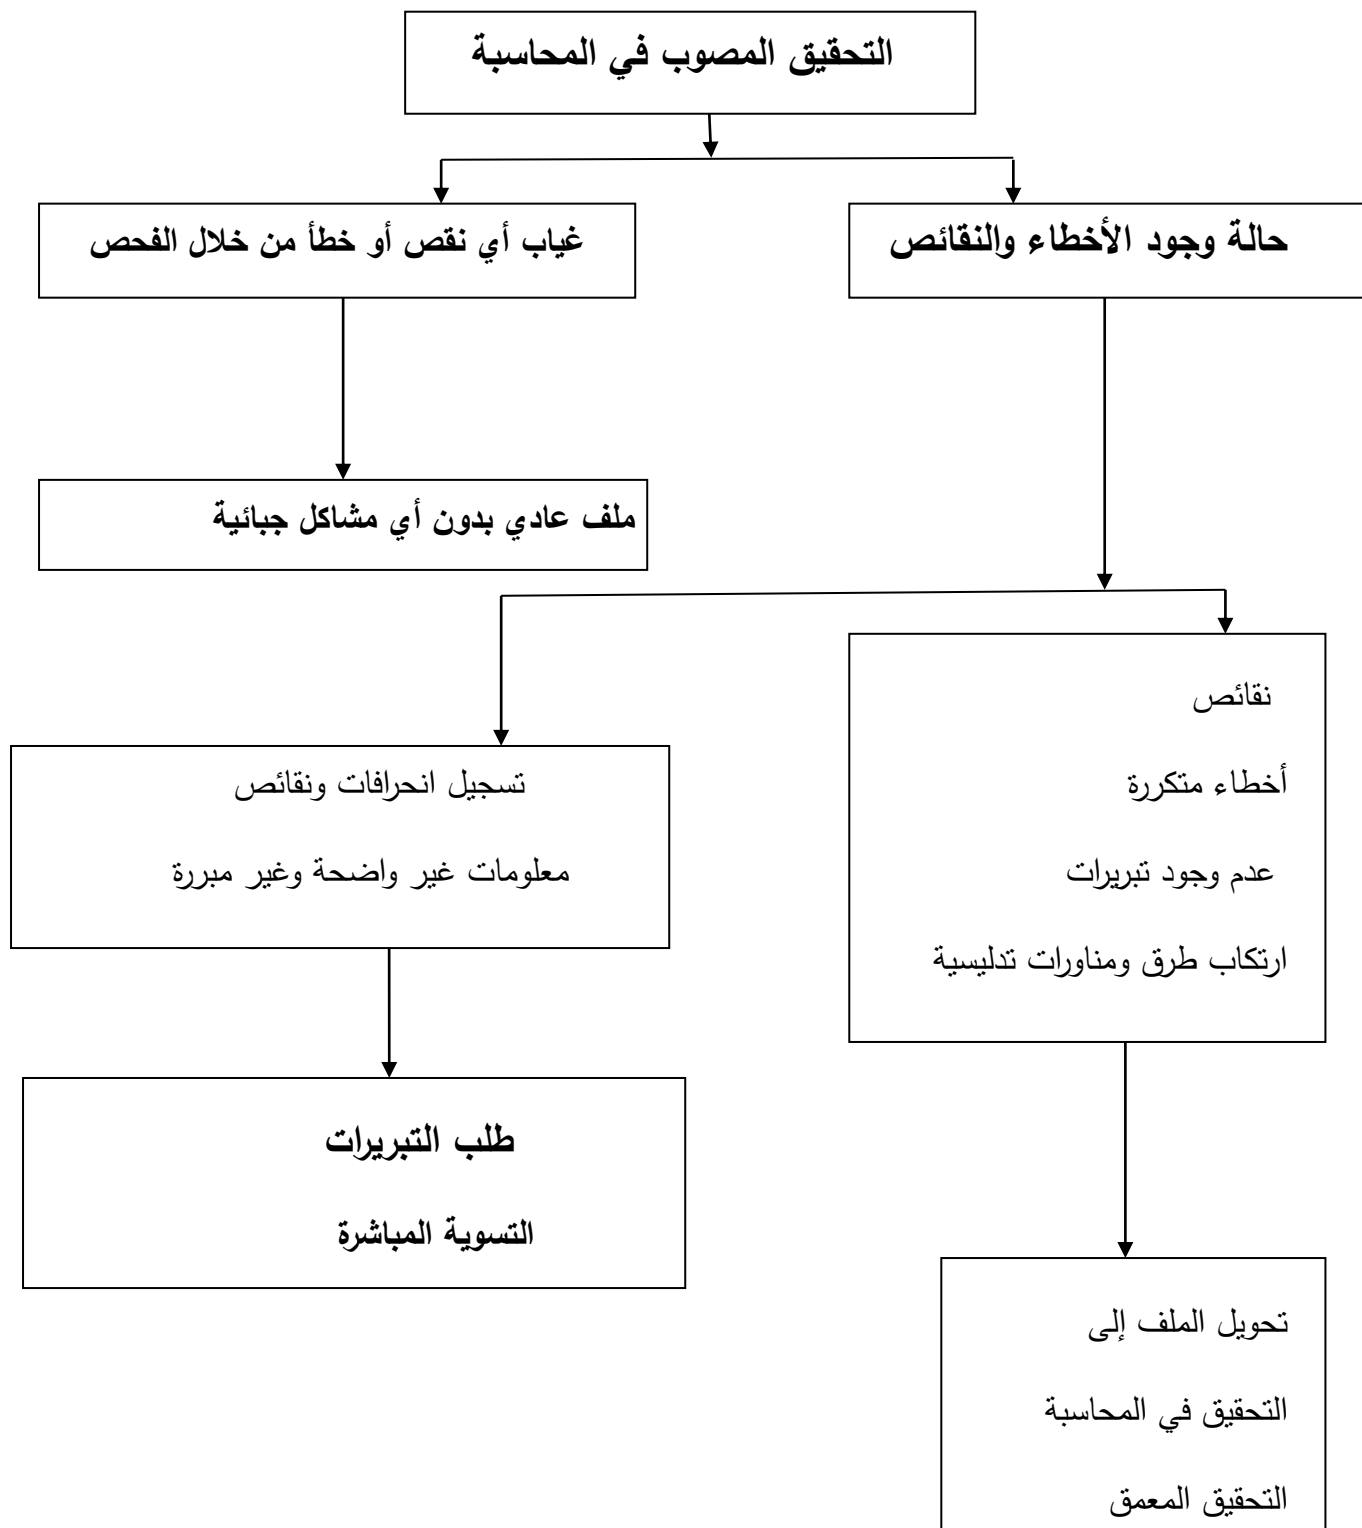 التحقيق المصوب في المحاسبة
حالة وجود الأخطاء والنقائص
غياب أي نقص أو خطأ من خلال الفحص
ملف عادي بدون أي مشاكل جبائية
نقائص
أخطاء متكررة
عدم وجود تبريرات
ارتكاب طرق ومناورات تدليسية
تسجيل انحرافات ونقائص
معلومات غير واضحة وغير مبررة
طلب التبريرات
التسوية المباشرة
تحويل الملف إلى
التحقيق في المحاسبة
التحقيق المعمق